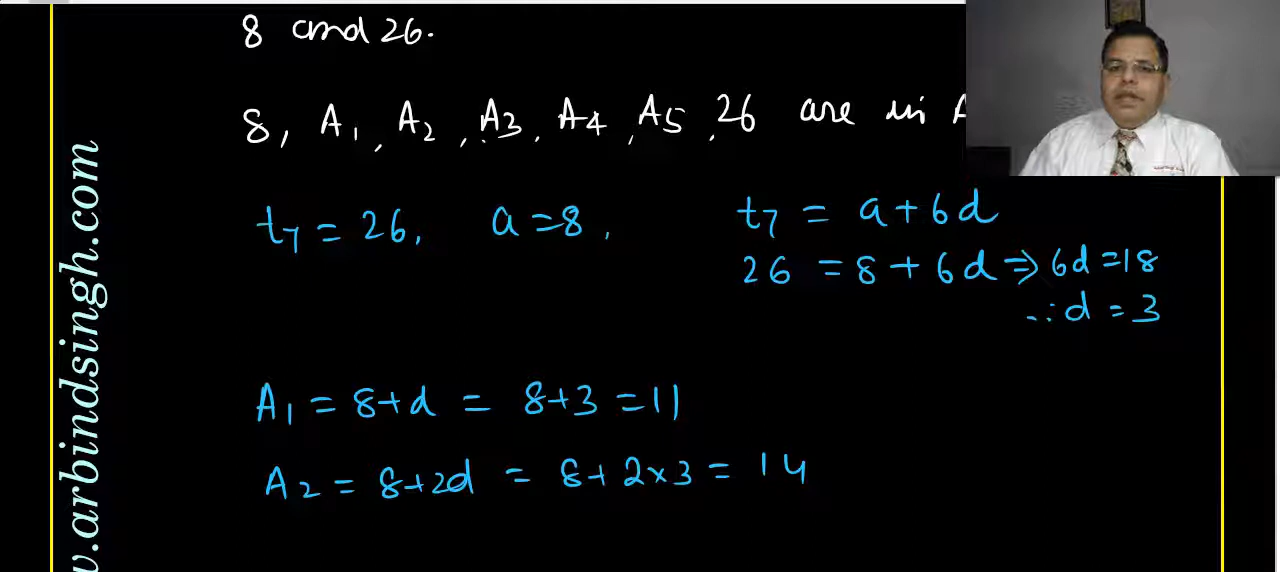 8 and 26.
8, A₁, A₂, A3, A4, A5, 26 are in A
t₇ = 26, a = 8,
t₇ = a + 6d
26 = 8 + 6d ⇒ 6d = 18
∴ d = 3
A₁ = 8 + d = 8 + 3 = 11
A₂ = 8 + 2d = 8 + 2×3 = 14
w.arbindsingh.com